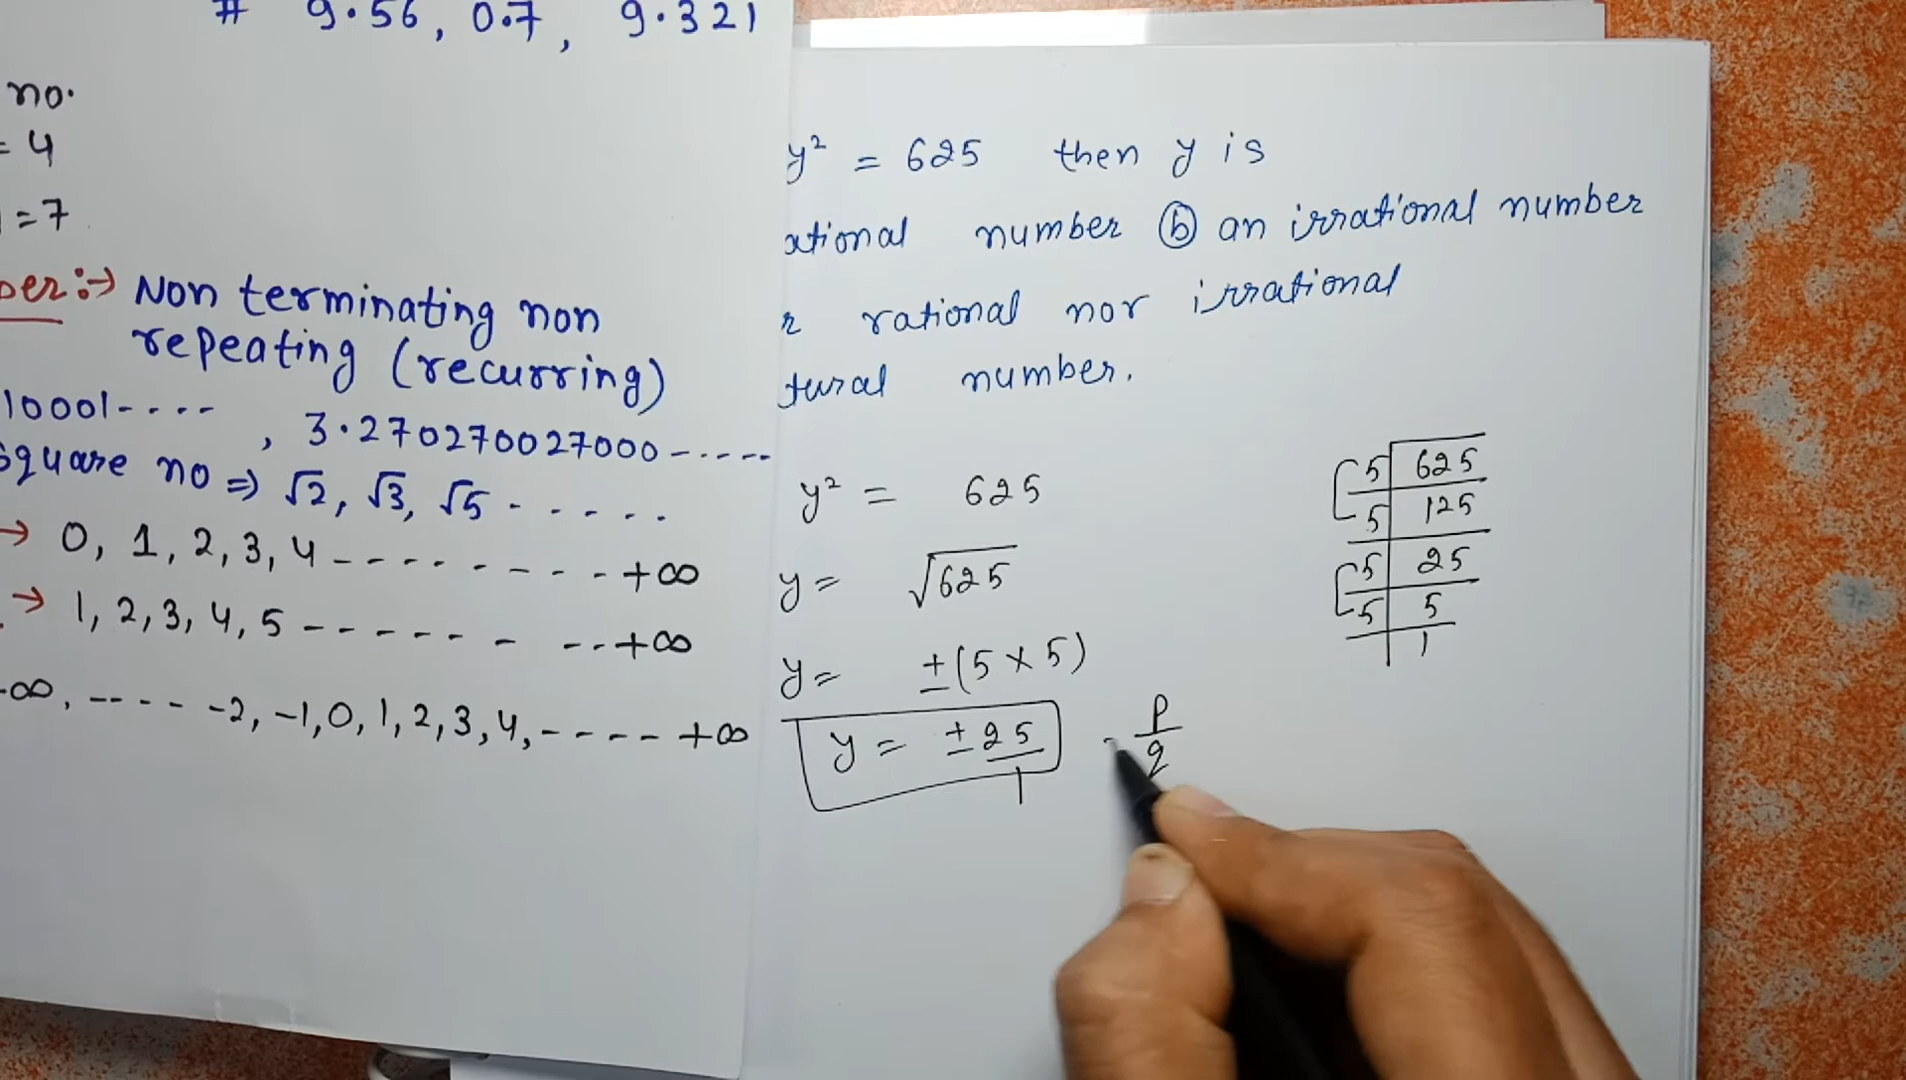 # 9.56, 0.7, 9.321
no.
= 4
= 7
:→ Non terminating non
repeating (recurring)
10001---- , 3.270270027000-----
square no ⇒ √2, √3, √5 - - - - -
→ 0, 1, 2, 3, 4 - - - - - - - - +∞
→ 1, 2, 3, 4, 5 - - - - - - - - - +∞
-∞, ----- -2, -1, 0, 1, 2, 3, 4, - - - - - +∞
y² = 625 then y is
ational number ⓑ an irrational number
r rational nor irrational
tural number.
y² = 625
y = √625
y = ±(5 × 5)
y = ±25/1 = p/q
5 | 625
5 | 125
5 | 25
5 | 5
1